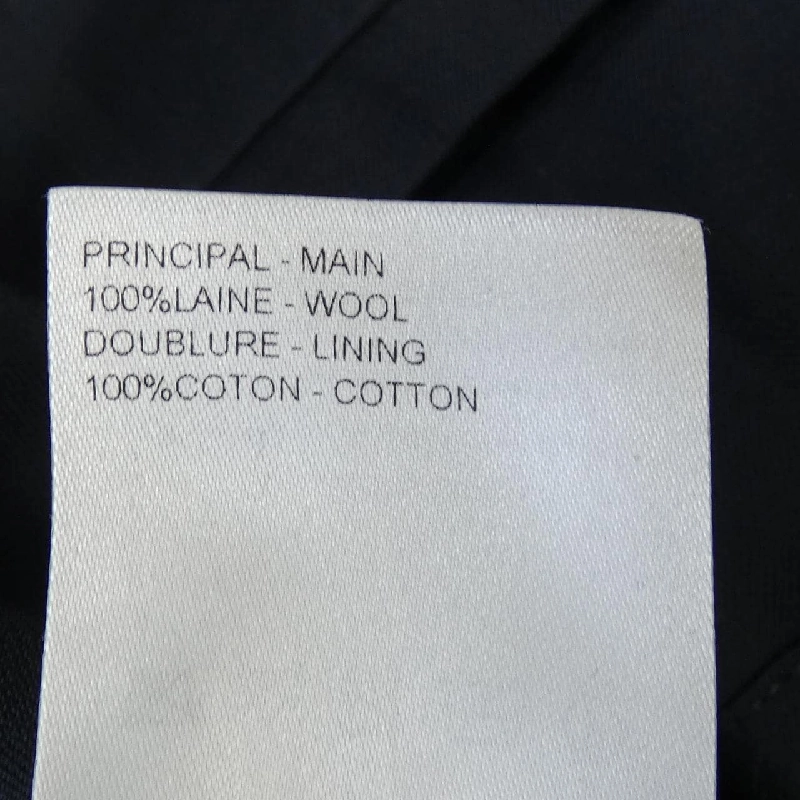 PRINCIPAL - MAIN
100%LAINE - WOOL
DOUBLURE - LINING
100%COTON - COTTON